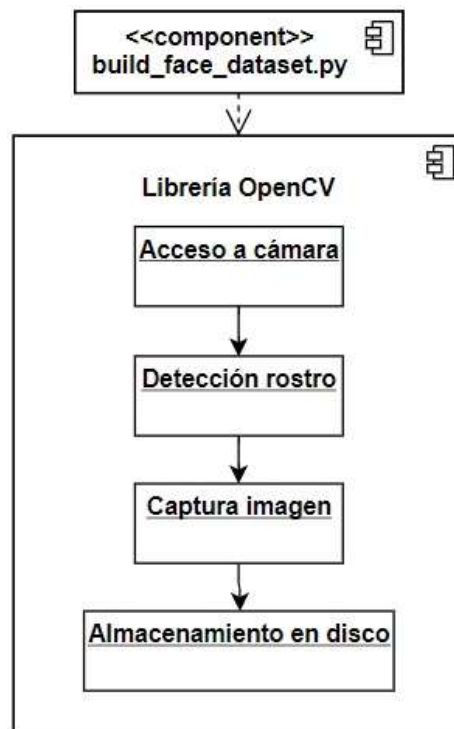 <<component>>
build_face_dataset.py
Librería OpenCV
Acceso a cámara
Detección rostro
Captura imagen
Almacenamiento en disco